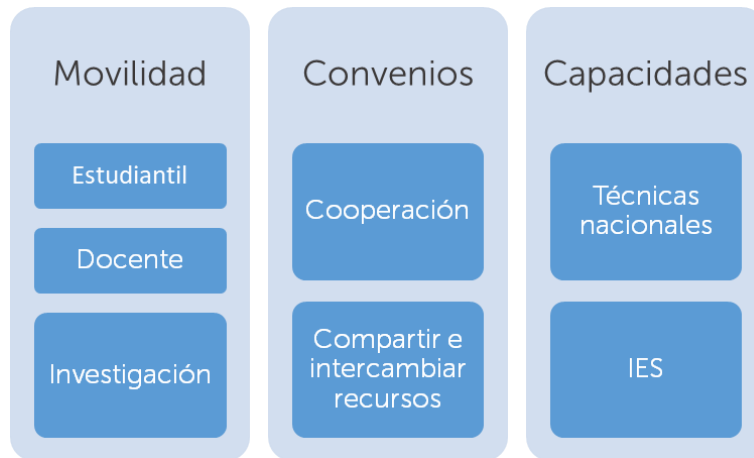 Movilidad
Estudiantil
Docente
Investigación
Convenios
Cooperación
Compartir e
intercambiar
recursos
Capacidades
Técnicas
nacionales
IES